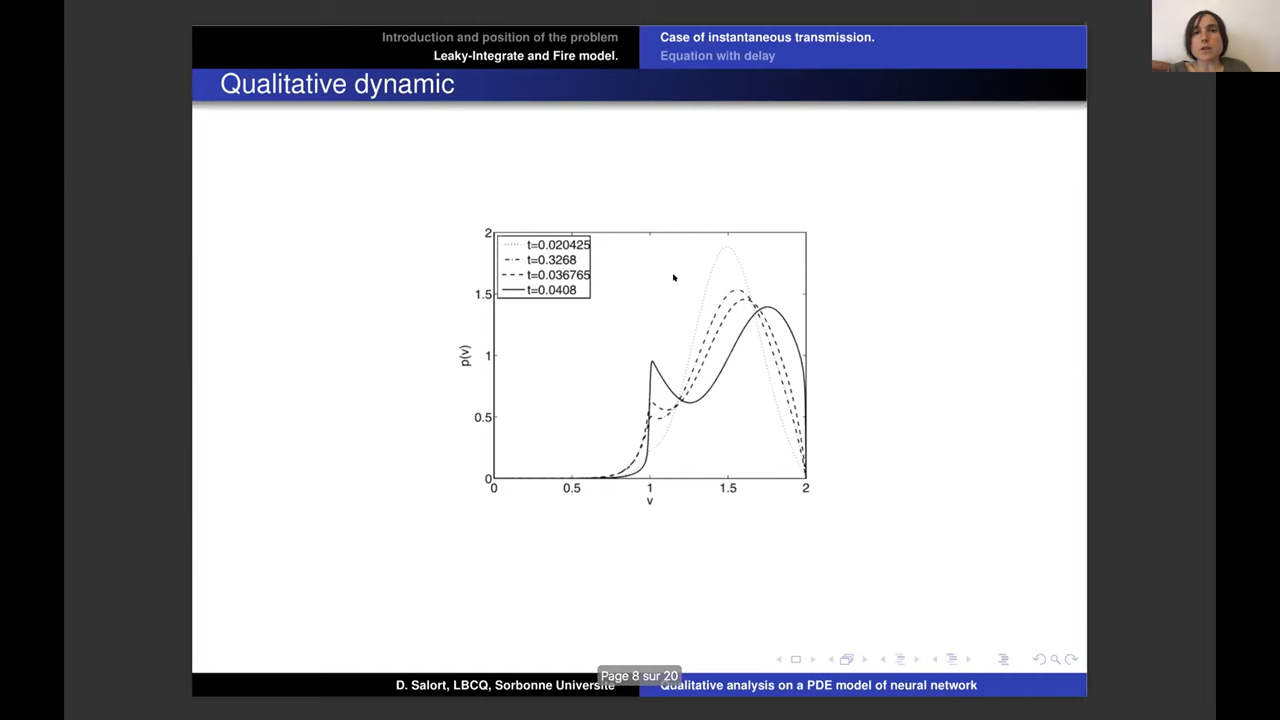 Introduction and position of the problem
Leaky-Integrate and Fire model.
Case of instantaneous transmission.
Equation with delay
Qualitative dynamic
2
1.5
1
0.5
0
p(v)
t=0.020425
t=0.3268
t=0.036765
t=0.0408
0 0.5 1 1.5 2
v
Page 8 sur 20
D. Salort, LBCQ, Sorbonne Université
Qualitative analysis on a PDE model of neural network